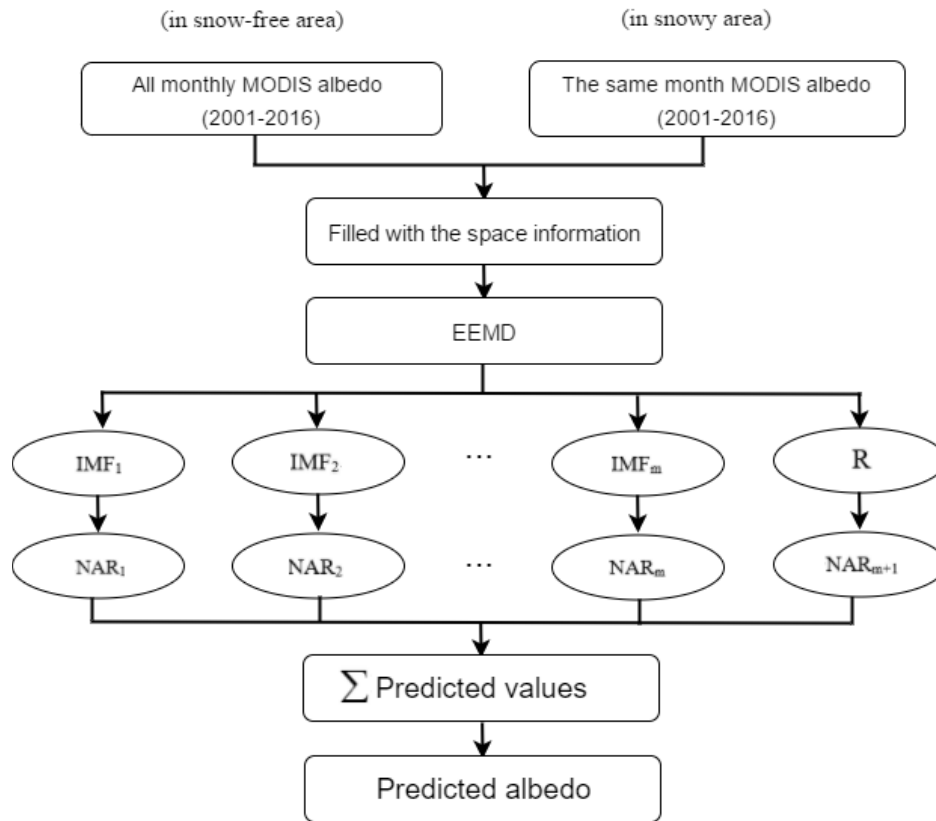 (in snow-free area) (in snowy area)
All monthly MODIS albedo
(2001-2016)
The same month MODIS albedo
(2001-2016)
Filled with the space information
EEMD
IMF₁ IMF₂ ... IMFₘ R
NAR₁ NAR₂ ... NARₘ NARₘ₊₁
∑ Predicted values
Predicted albedo